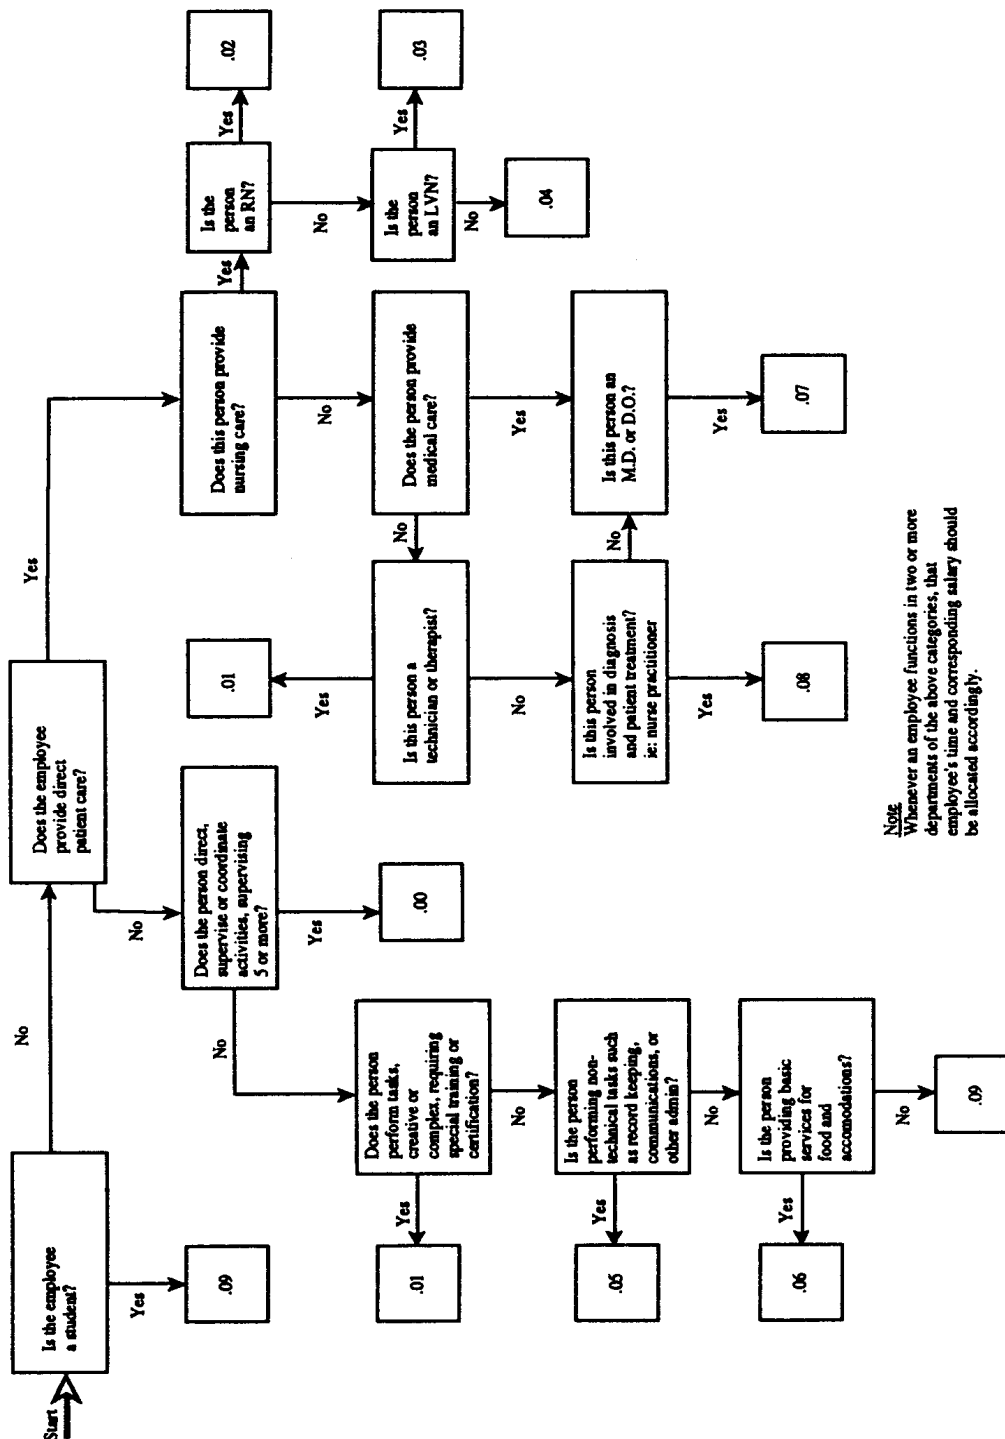 Start
Is the employee
a student?
Yes
.09
No
Does the employee
provide direct
patient care?
Yes
No
Does this person provide
nursing care?
Yes
Is the
person
an RN?
Yes
.02
No
Is the
person
an LVN?
Yes
.03
No
.04
No
Does the person provide
medical care?
Yes
No
Is this person a
technician or therapist?
Yes
.01
No
Is this person
involved in diagnosis
and patient treatment?
ie: nurse practitioner
No
Yes
.08
Is this person an
M.D. or D.O.?
Yes
.07
Does the person direct,
supervise or coordinate
activities, supervising
5 or more?
Yes
.00
No
Does the person
perform tasks,
creative or
complex, requiring
special training or
certification?
Yes
.01
No
Is the person
performing non-
technical tasks such
as record keeping,
communications, or
other admin?
Yes
.05
No
Is the person
providing basic
services for
food and
accomodations?
Yes
.06
No
.09
Note
Whenever an employee functions in two or more
departments of the above categories, that
employee's time and corresponding salary should
be allocated accordingly.